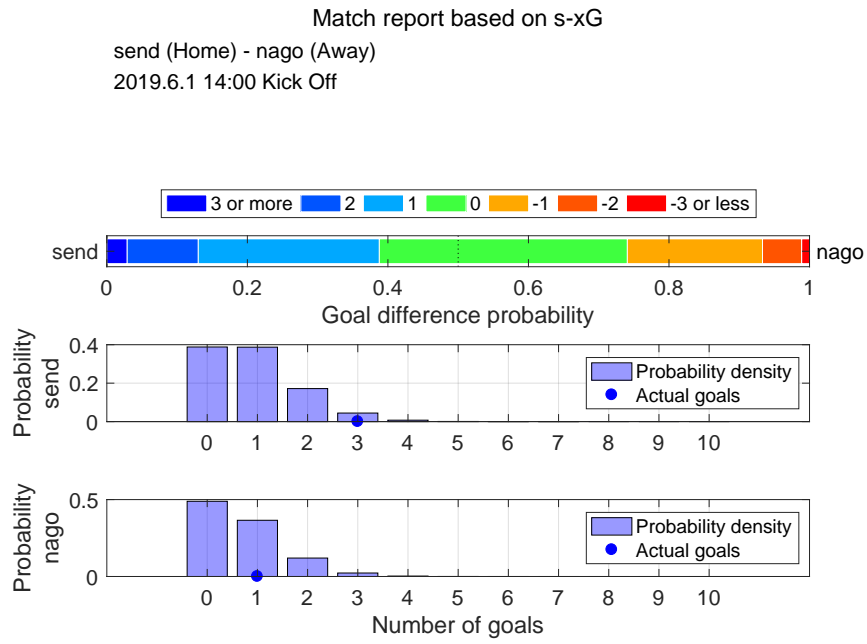 Match report based on s-xG
send (Home) - nago (Away)
2019.6.1 14:00 Kick Off
3 or more 2 1 0 -1 -2 -3 or less
send nago
0 0.2 0.4 0.6 0.8 1
Goal difference probability
Probability
send
0.4
0.2
0
Probability density
Actual goals
0 1 2 3 4 5 6 7 8 9 10
Probability
nago
0.5
0
Probability density
Actual goals
0 1 2 3 4 5 6 7 8 9 10
Number of goals